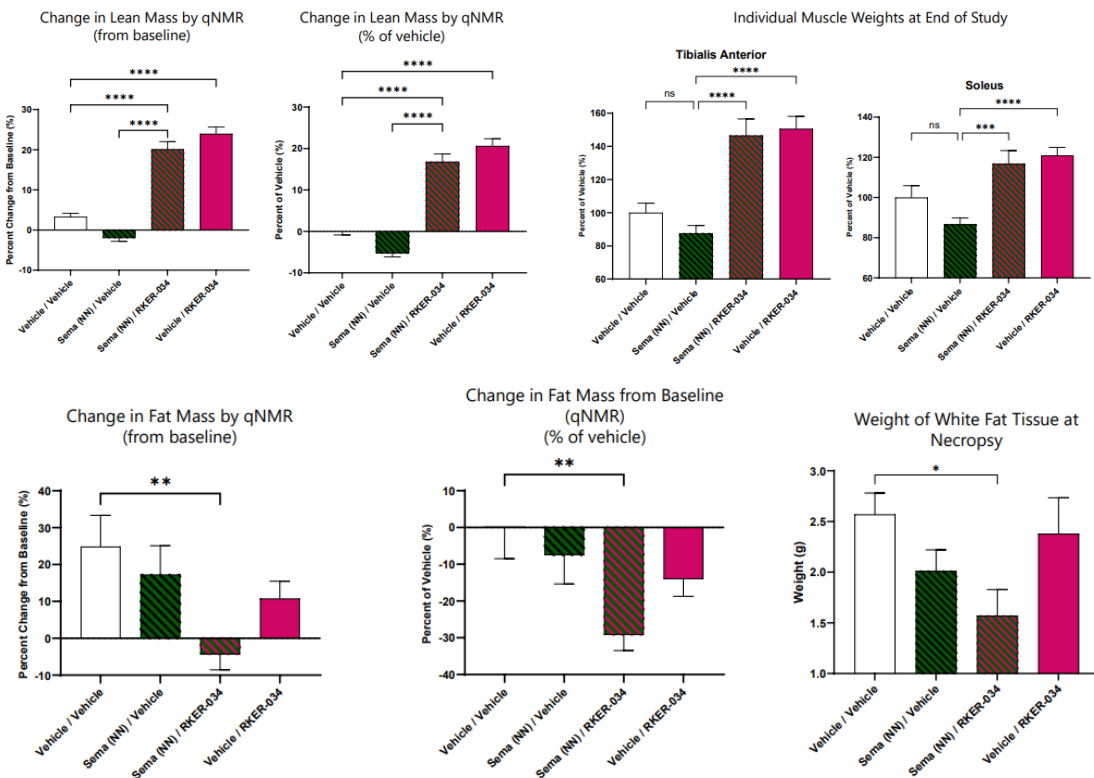 Change in Lean Mass by qNMR
(from baseline)
****
****
****
Percent Change from Baseline (%)
30
20
10
0
-10
Vehicle / Vehicle
Sema (NN) / Vehicle
Sema (NN) / RKER-034
Vehicle / RKER-034
Change in Lean Mass by qNMR
(% of vehicle)
****
****
****
Percent of Vehicle (%)
30
20
10
0
-10
Vehicle / Vehicle
Sema (NN) / Vehicle
Sema (NN) / RKER-034
Vehicle / RKER-034
Individual Muscle Weights at End of Study
Tibialis Anterior
****
ns
****
Percent of Vehicle (%)
160
140
120
100
80
60
Vehicle / Vehicle
Sema (NN) / Vehicle
Sema (NN) / RKER-034
Vehicle / RKER-034
Soleus
****
ns
***
Percent of Vehicle (%)
140
120
100
80
60
Vehicle / Vehicle
Sema (NN) / Vehicle
Sema (NN) / RKER-034
Vehicle / RKER-034
Change in Fat Mass by qNMR
(from baseline)
**
Percent Change from Baseline (%)
40
30
20
10
0
-10
Vehicle / Vehicle
Sema (NN) / Vehicle
Sema (NN) / RKER-034
Vehicle / RKER-034
Change in Fat Mass from Baseline
(qNMR)
(% of vehicle)
**
Percent of Vehicle (%)
10
0
-10
-20
-30
-40
Vehicle / Vehicle
Sema (NN) / Vehicle
Sema (NN) / RKER-034
Vehicle / RKER-034
Weight of White Fat Tissue at
Necropsy
*
Weight (g)
3.0
2.5
2.0
1.5
1.0
Vehicle / Vehicle
Sema (NN) / Vehicle
Sema (NN) / RKER-034
Vehicle / RKER-034